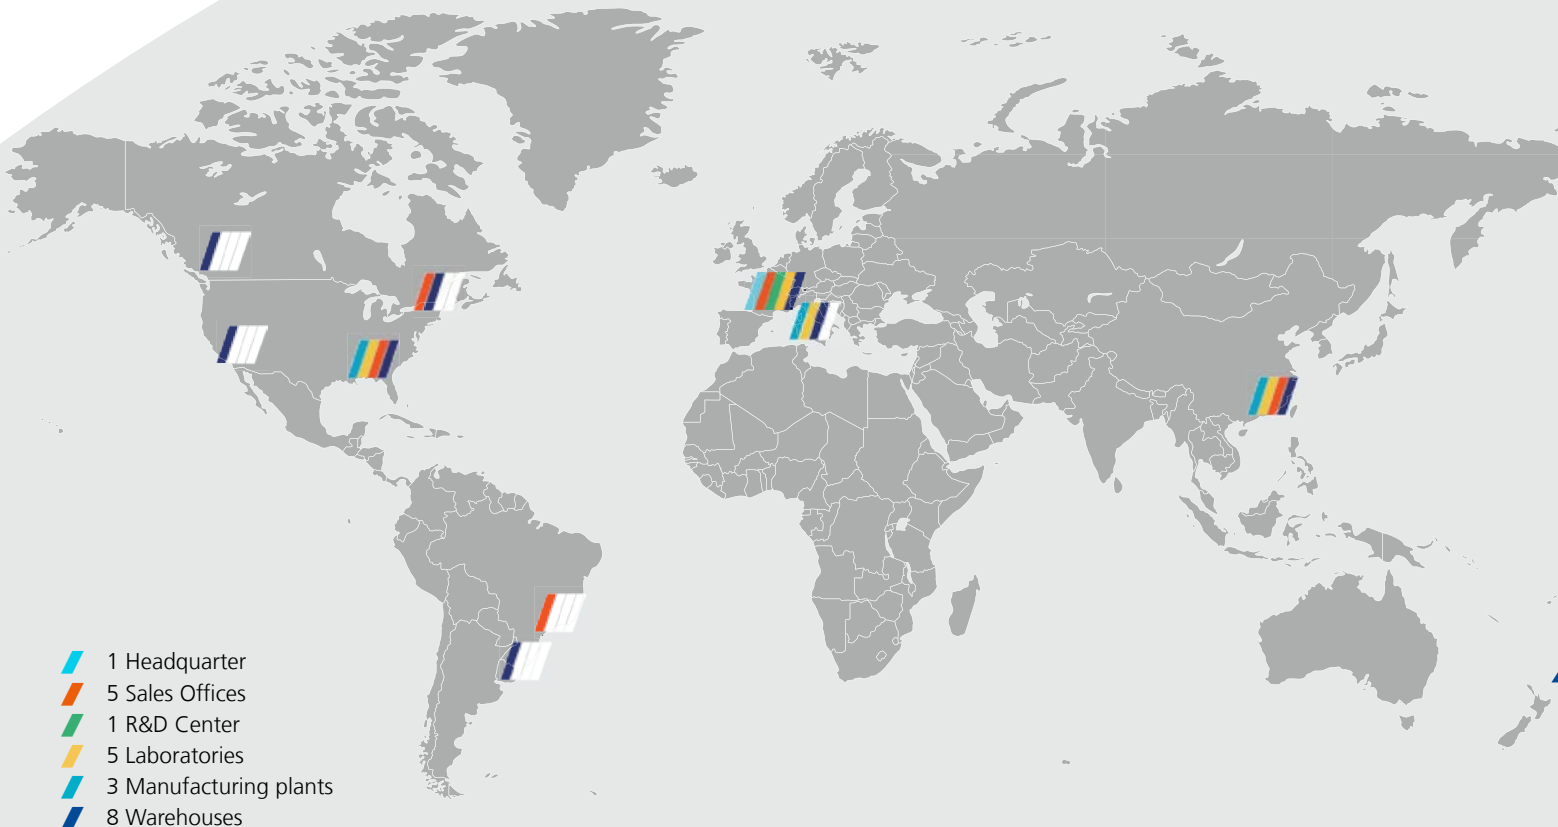 1 Headquarter
5 Sales Offices
1 R&D Center
5 Laboratories
3 Manufacturing plants
8 Warehouses